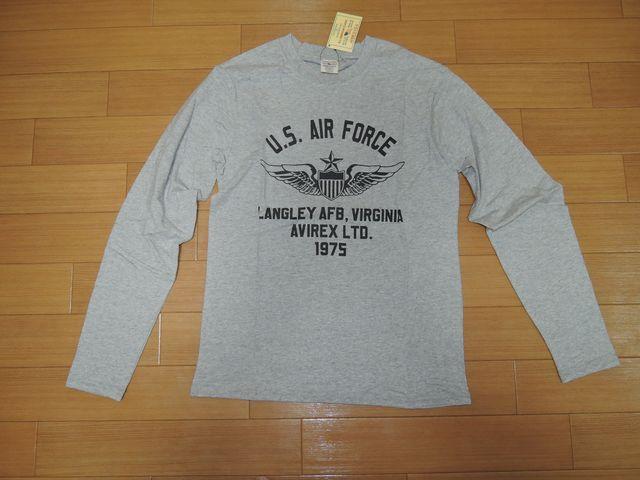 U.S. AIR FORCE
LANGLEY AFB, VIRGINIA
AVIREX LTD.
1975